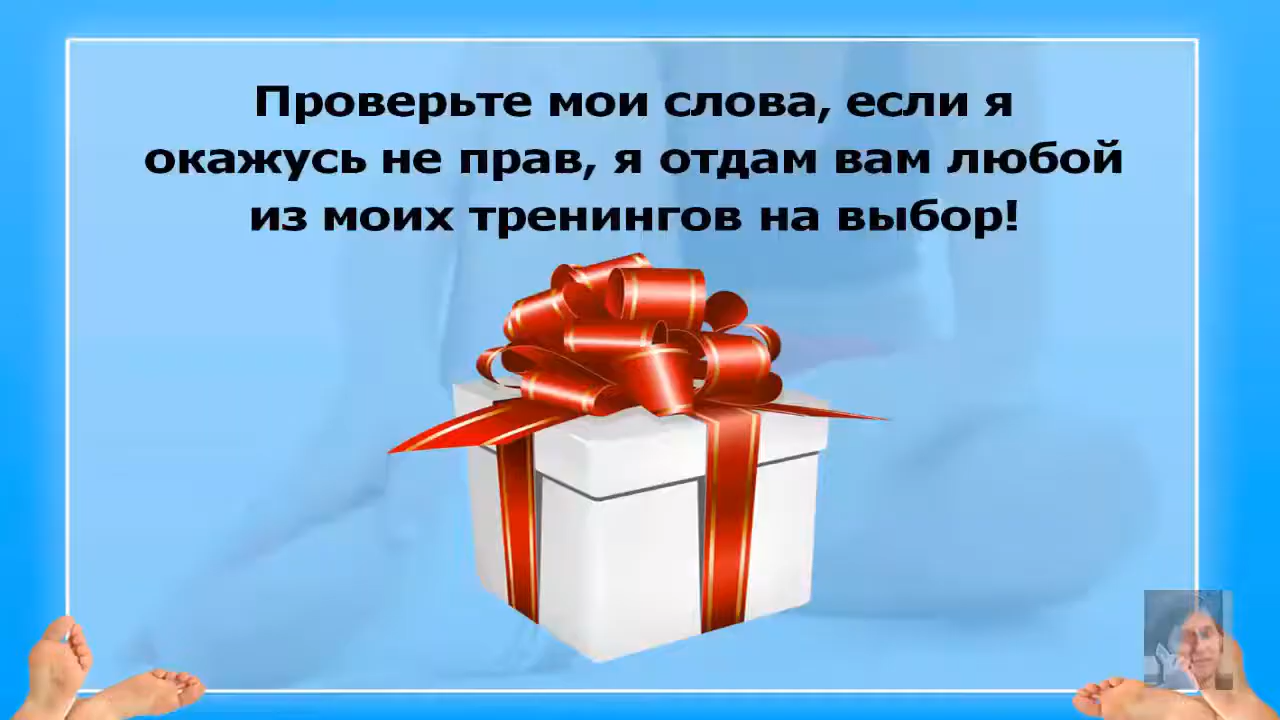 Проверьте мои слова, если я
окажусь не прав, я отдам вам любой
из моих тренингов на выбор!